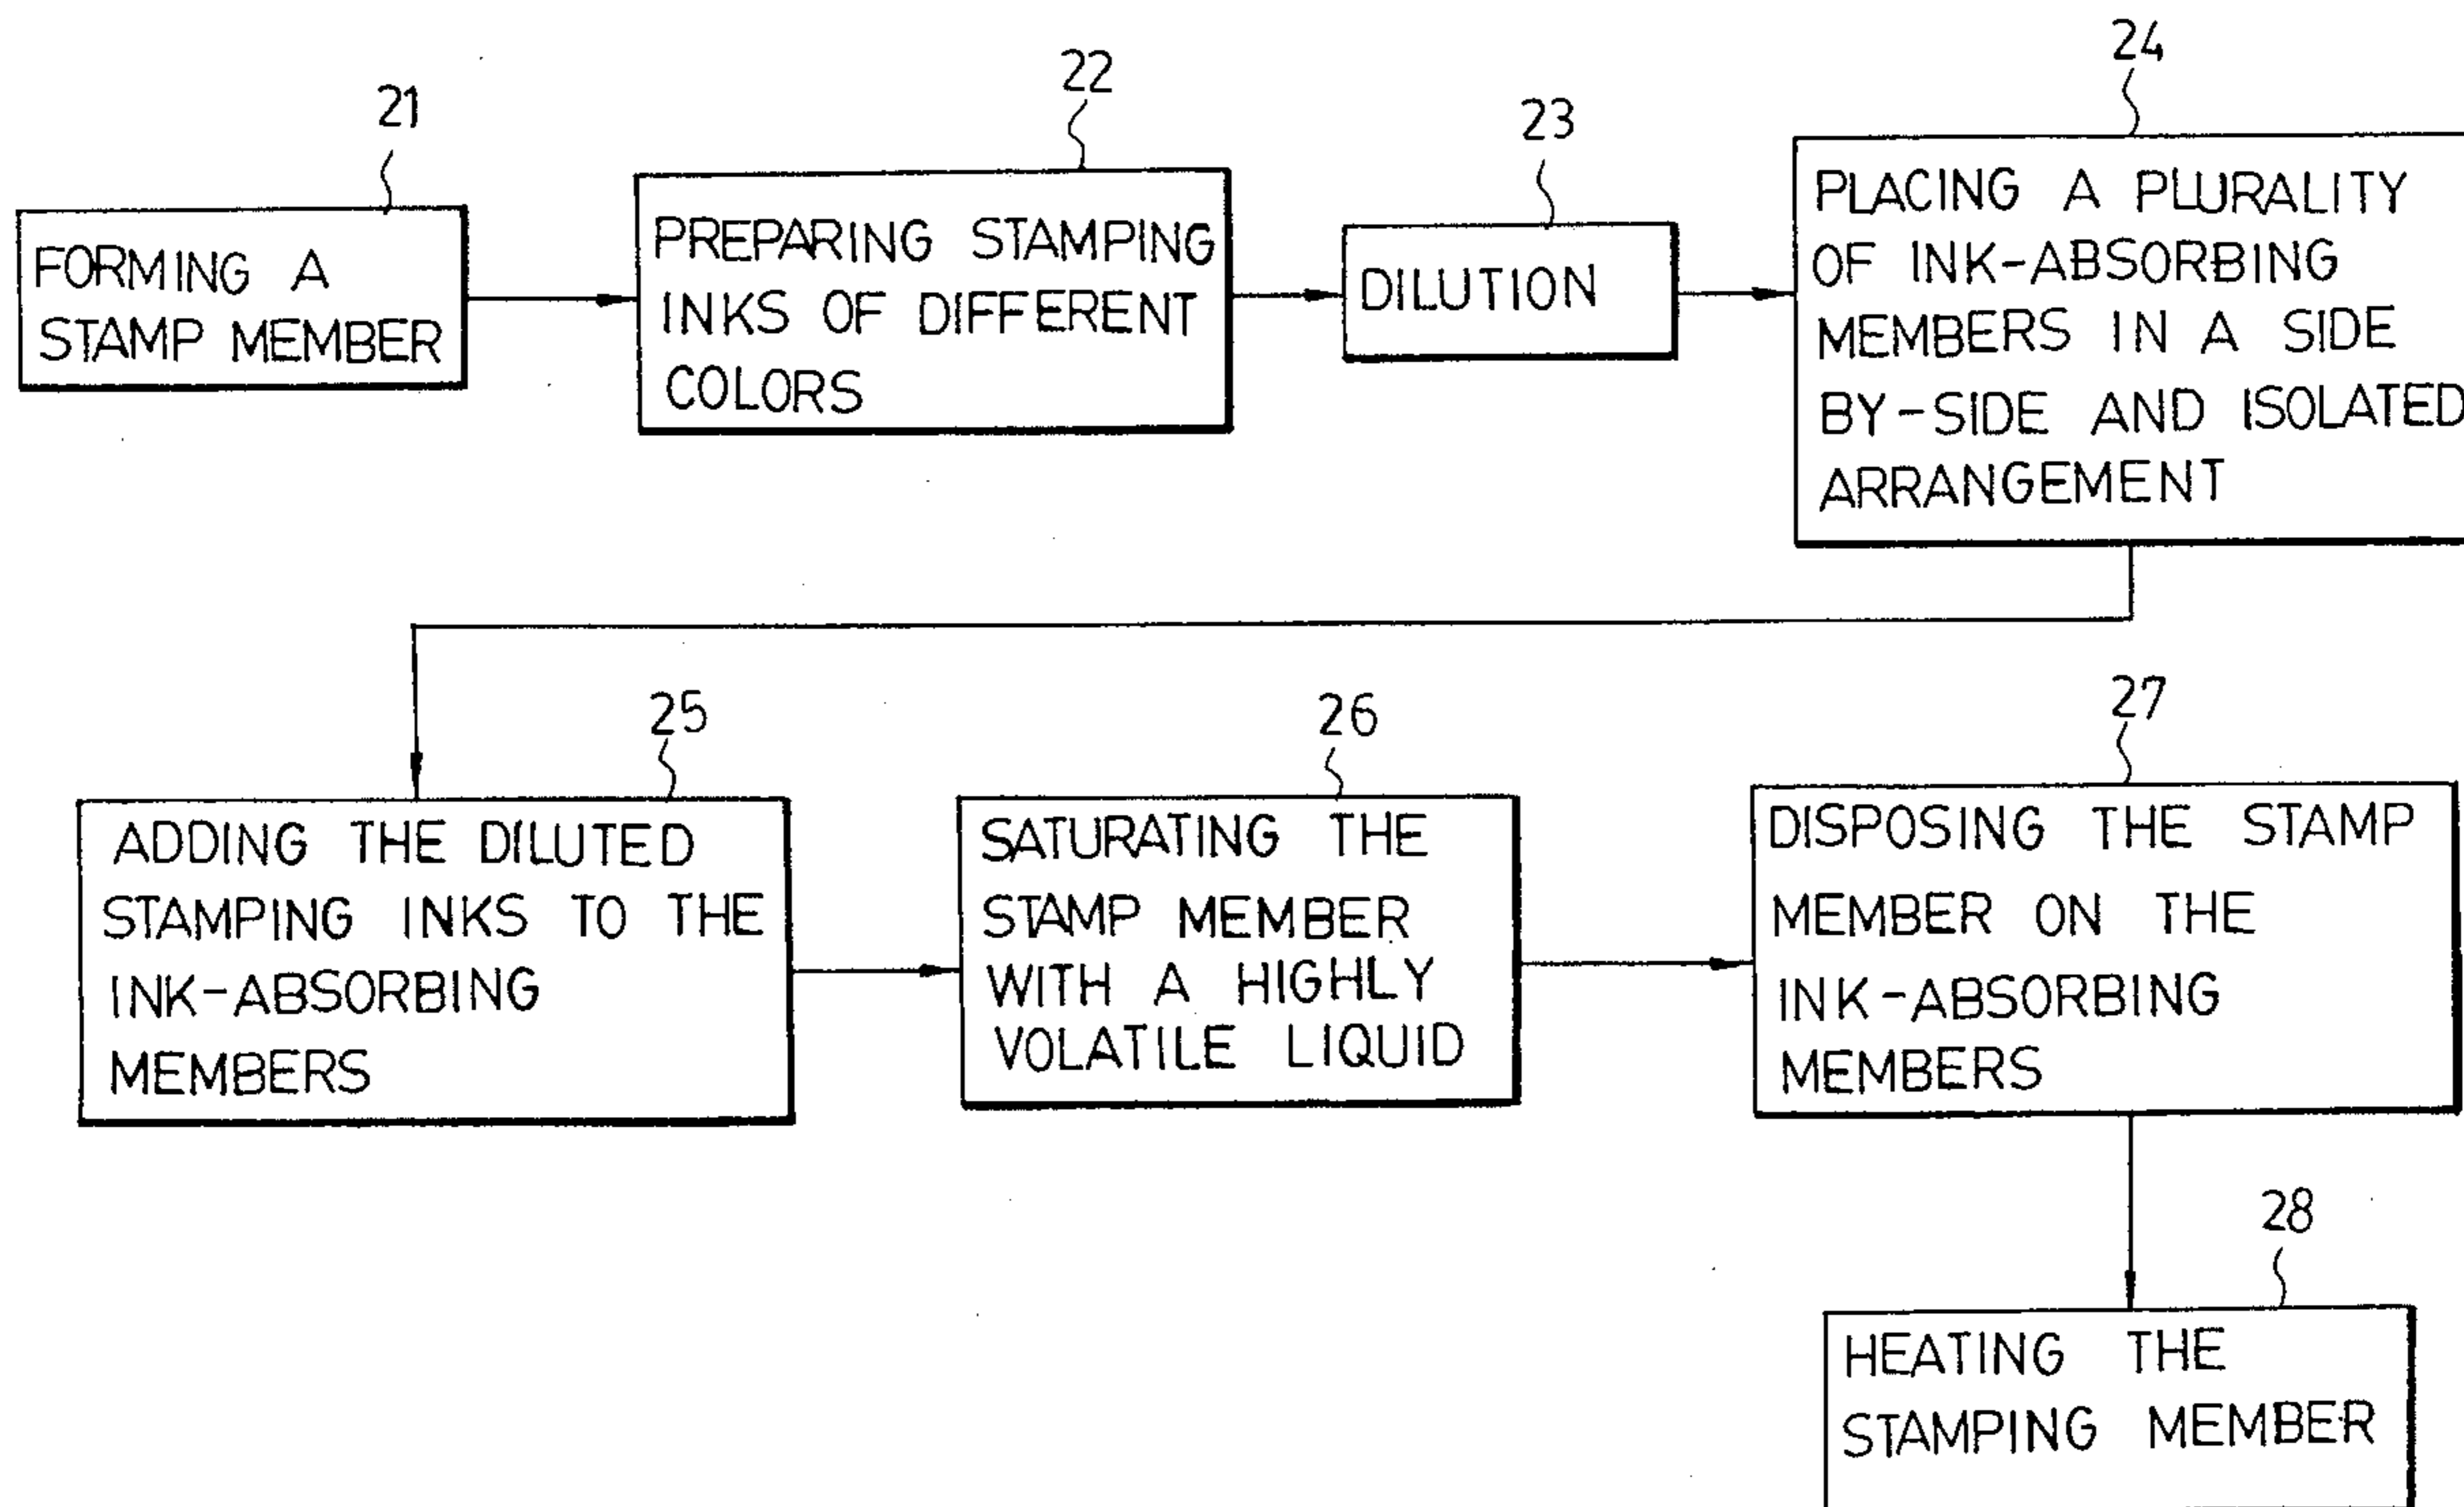 21
FORMING A
STAMP MEMBER
22
PREPARING STAMPING
INKS OF DIFFERENT
COLORS
23
DILUTION
24
PLACING A PLURALITY
OF INK-ABSORBING
MEMBERS IN A SIDE
BY-SIDE AND ISOLATED
ARRANGEMENT
25
ADDING THE DILUTED
STAMPING INKS TO THE
INK-ABSORBING
MEMBERS
26
SATURATING THE
STAMP MEMBER
WITH A HIGHLY
VOLATILE LIQUID
27
DISPOSING THE STAMP
MEMBER ON THE
INK-ABSORBING
MEMBERS
28
HEATING THE
STAMPING MEMBER